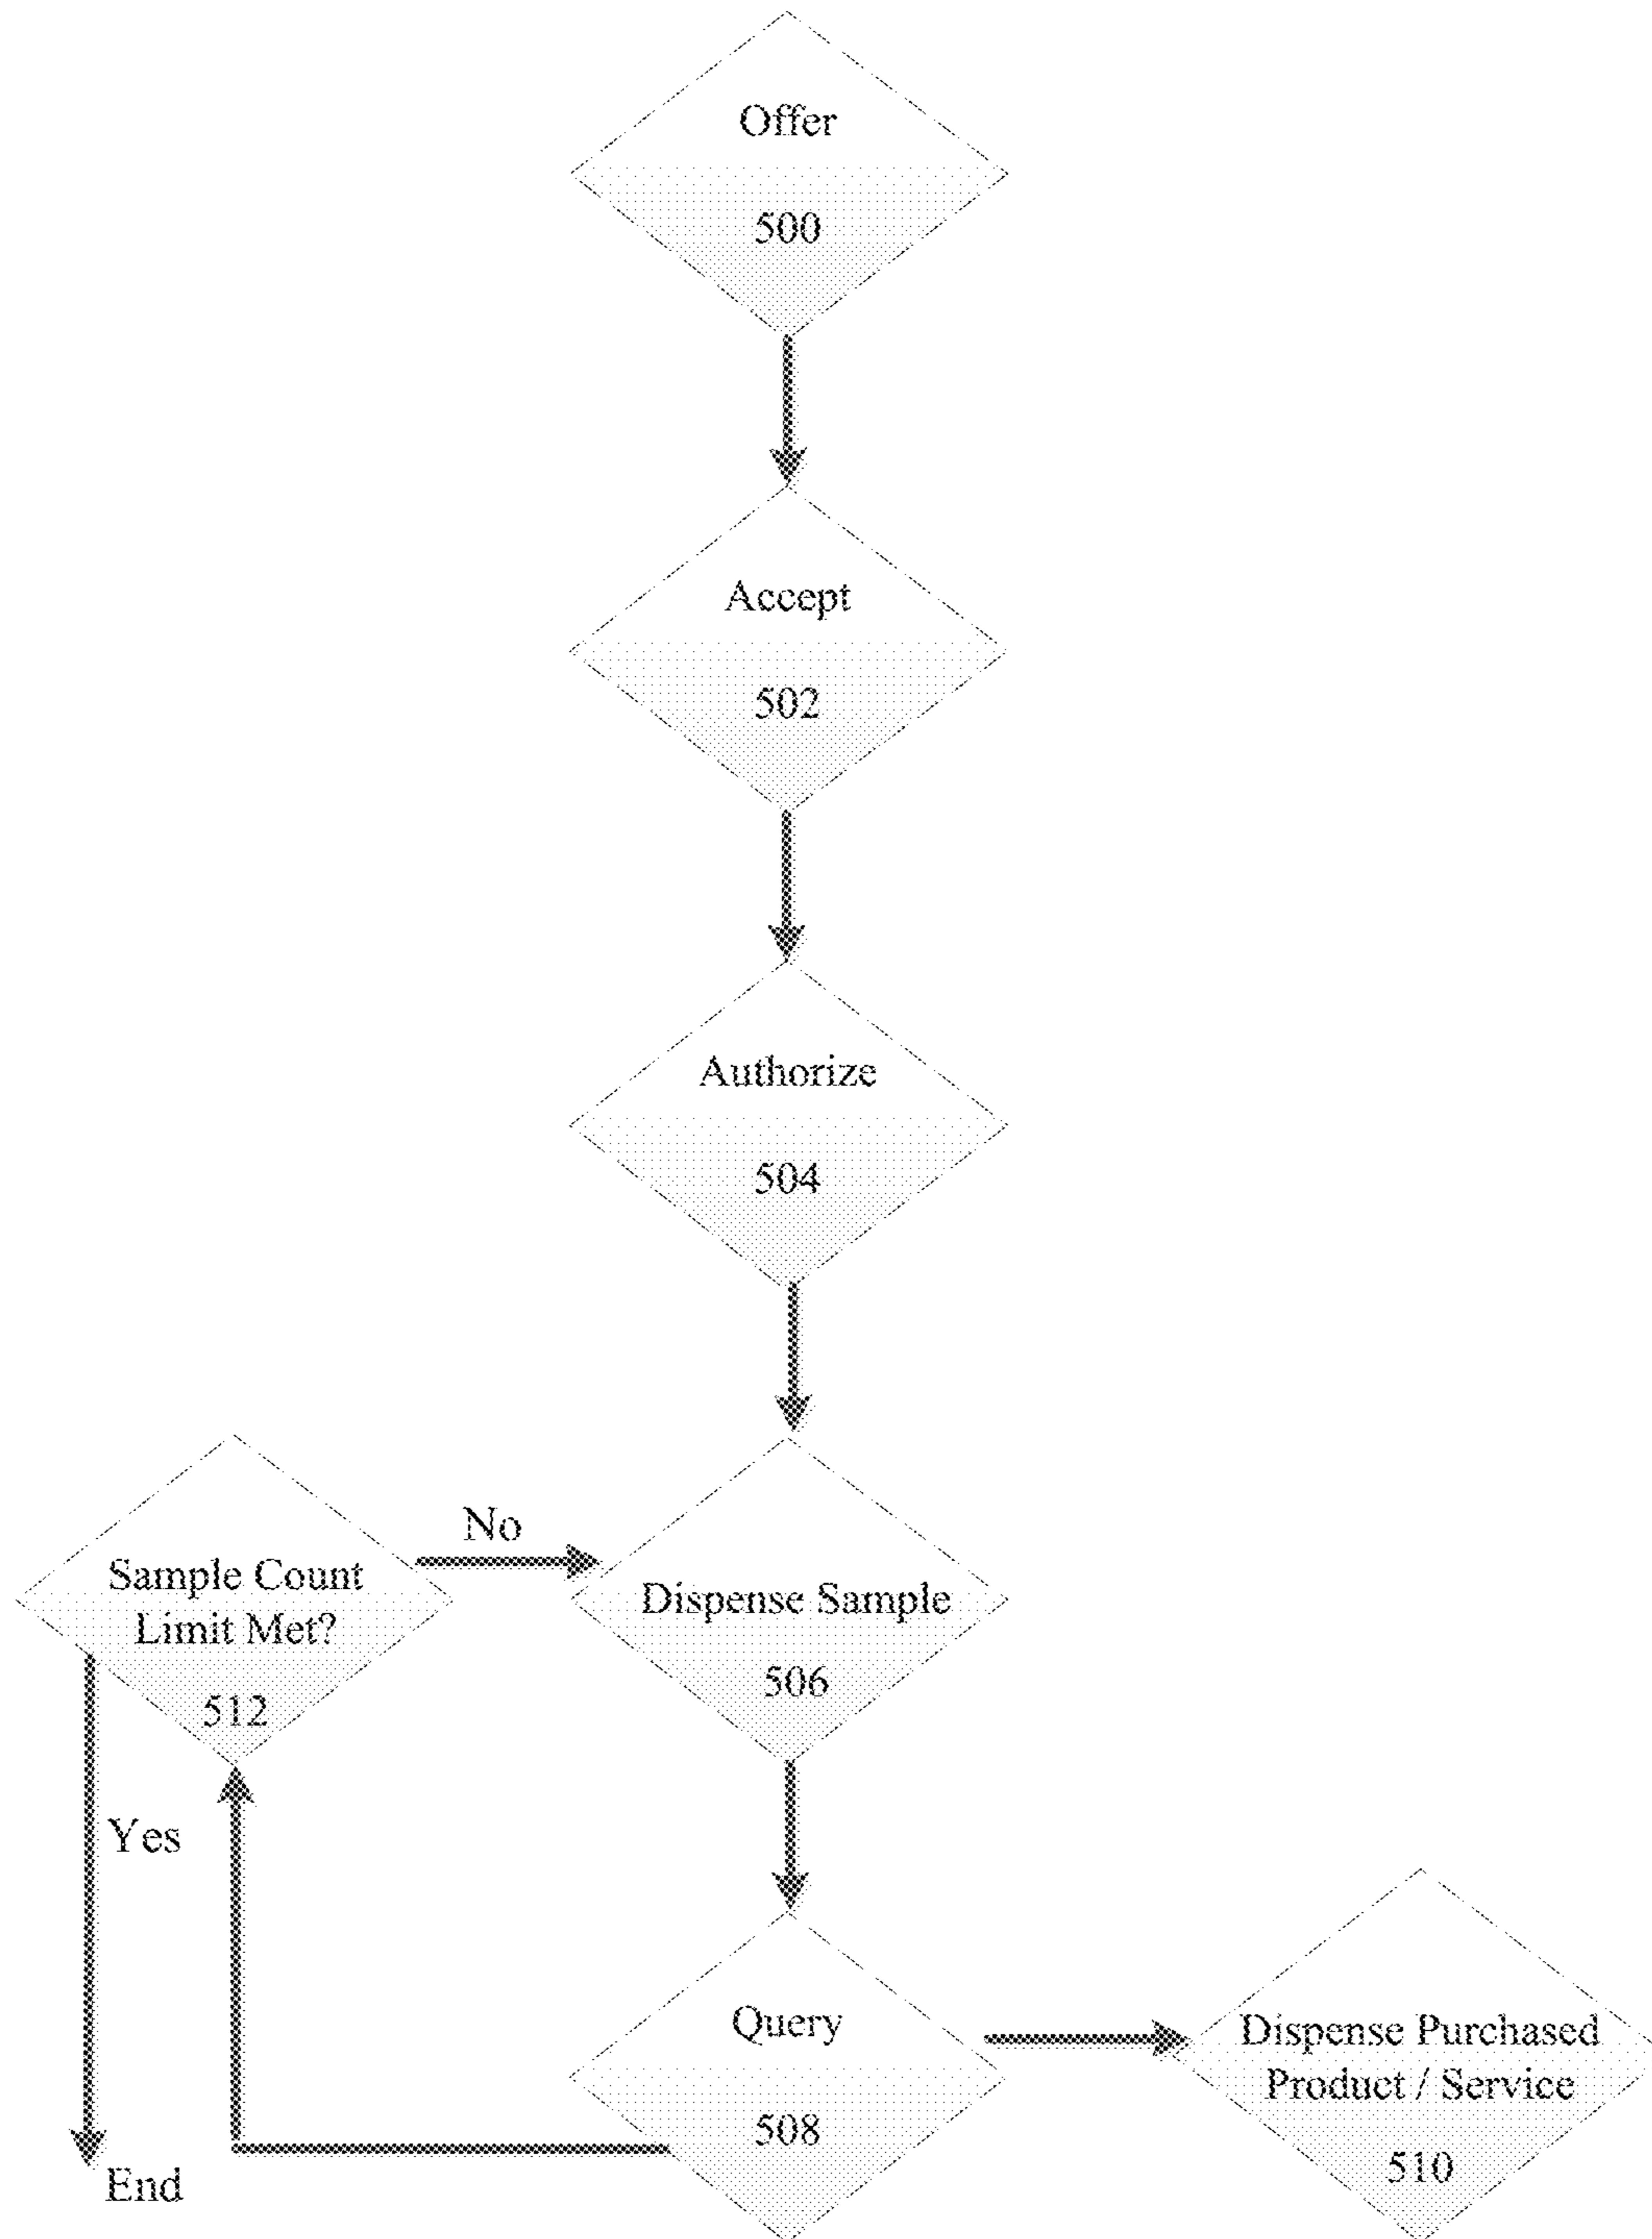 Offer
500
Accept
502
Authorize
504
No
Sample Count
Limit Met?
512
Dispense Sample
506
Yes
Query
508
Dispense Purchased
Product / Service
510
End